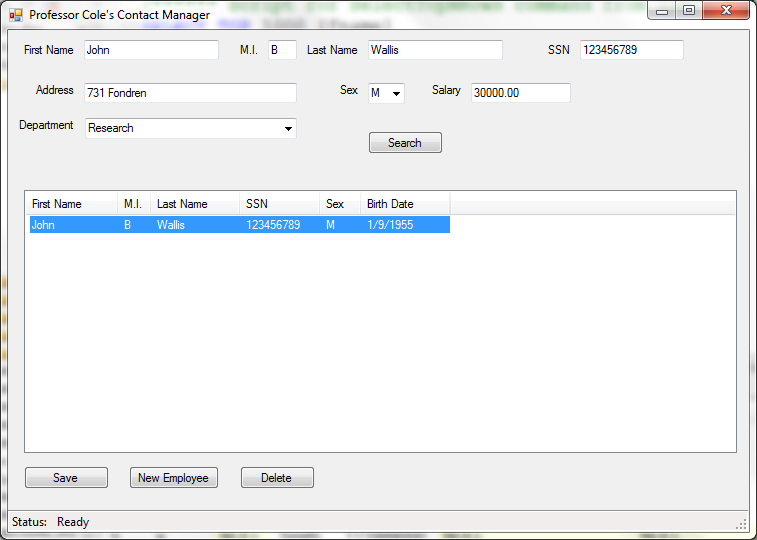 Professor Cole's Contact Manager
First Name John M.I. B Last Name Wallis SSN 123456789
Address 731 Fondren Sex M Salary 30000.00
Department Research
Search
First Name M.I. Last Name SSN Sex Birth Date
John B Wallis 123456789 M 1/9/1955
Save New Employee Delete
Status: Ready